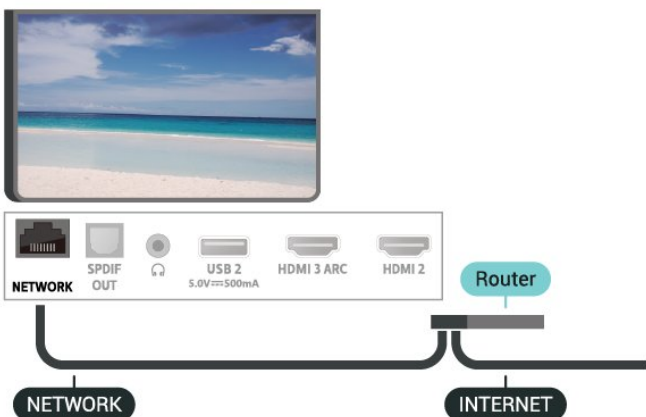 NETWORK
SPDIF
OUT
USB 2
5.0V⎓500mA
HDMI 3 ARC
HDMI 2
Router
NETWORK
INTERNET